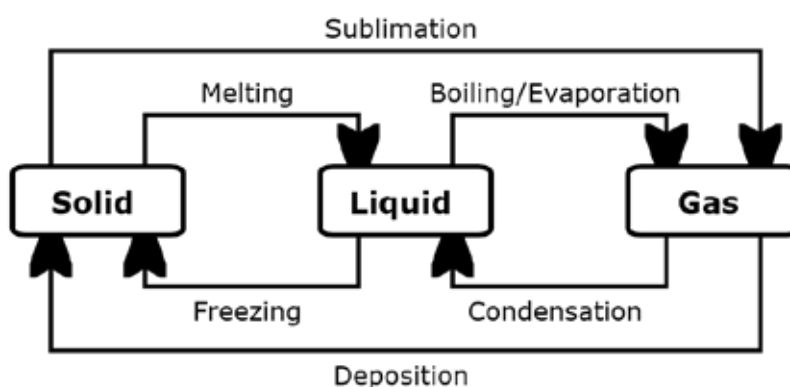 Sublimation
Melting
Boiling/Evaporation
Solid
Liquid
Gas
Freezing
Condensation
Deposition